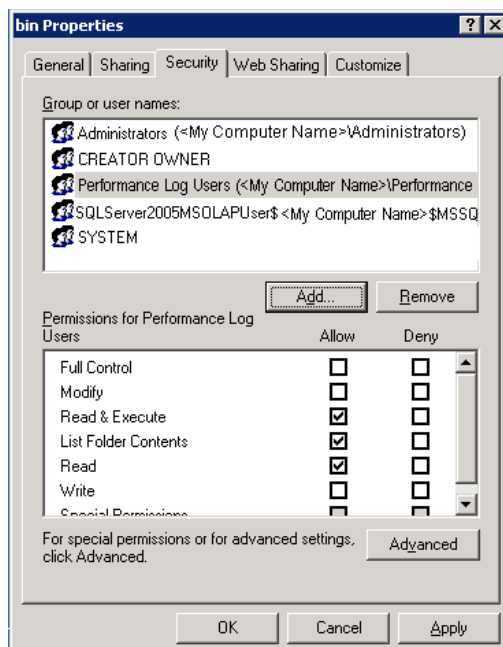 bin Properties
General Sharing Security Web Sharing Customize
Group or user names:
Administrators (<My Computer Name>\Administrators)
CREATOR OWNER
Performance Log Users (<My Computer Name>\Performance
SQLServer2005MSOLAPUser$<My Computer Name>$MSSQ
SYSTEM
Add... Remove
Permissions for Performance Log
Users Allow Deny
Full Control
Modify
Read & Execute
List Folder Contents
Read
Write
Special Permissions
For special permissions or for advanced settings,
click Advanced.
Advanced
OK Cancel Apply